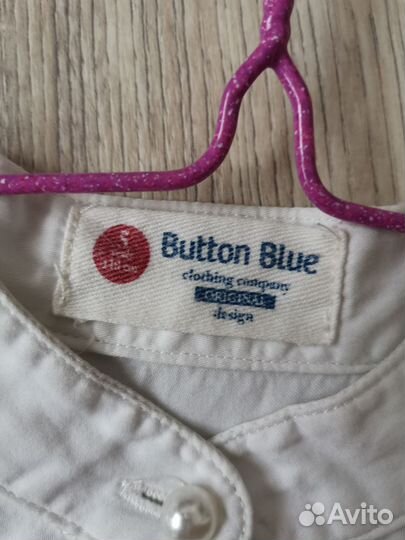 Button Blue
clothing company
ORIGINAL
design
Avito